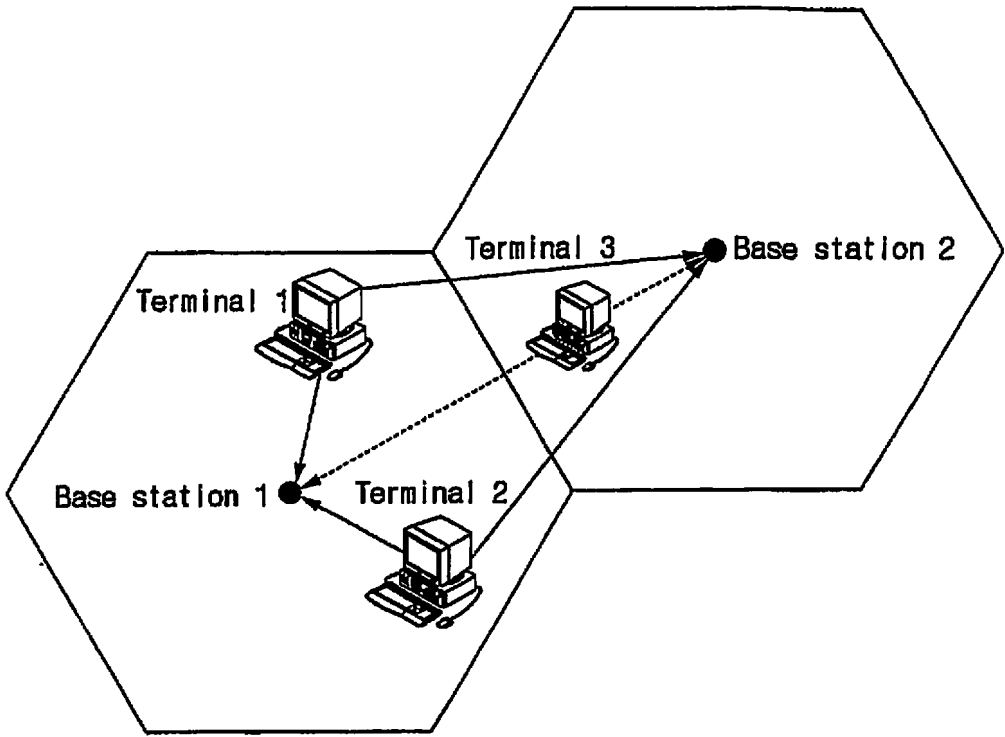 Terminal 3
Base station 2
Terminal 1
Base station 1
Terminal 2